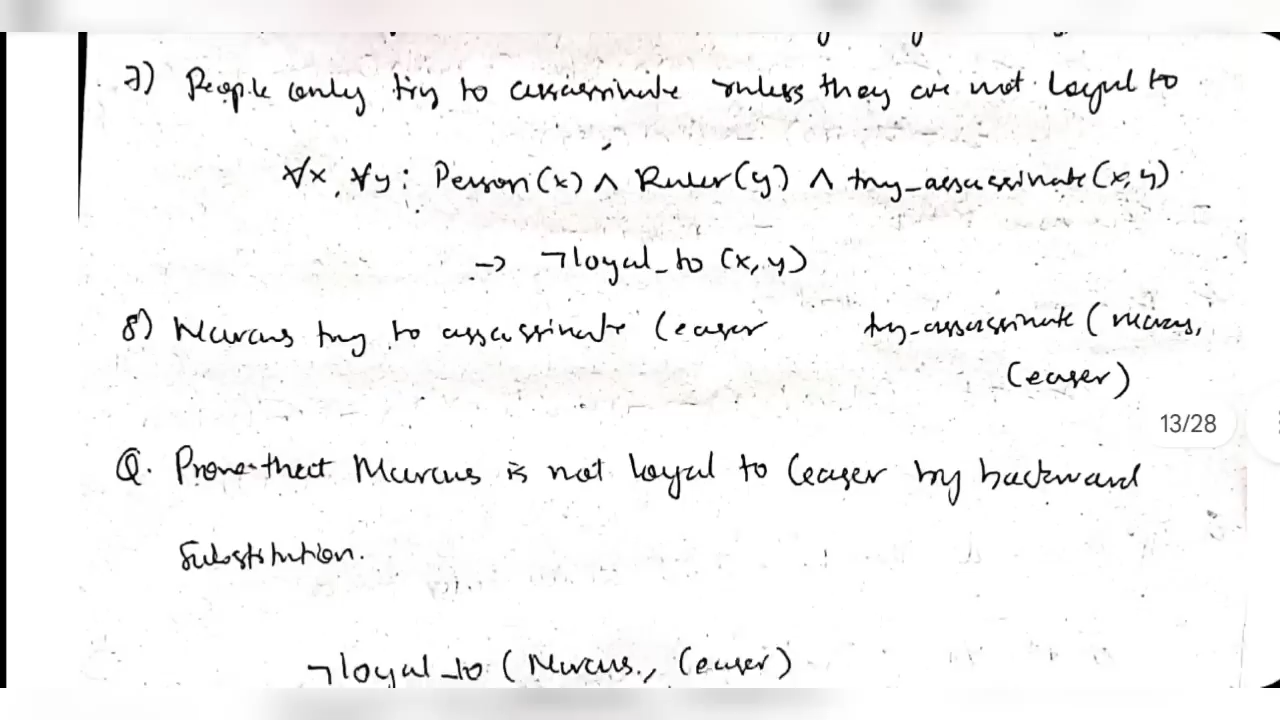 7) People only try to assassinate rulers they are not loyal to
∀x, ∀y: Person(x) ∧ Ruler(y) ∧ try_assassinate(x, y)
→ ¬loyal_to (x, y)
8) Marcus try to assassinate Ceaser try-assassinate (Marcus,
Ceaser)
13/28
Q. Prove that Marcus is not loyal to Ceaser by backward
Substitution.
¬loyal_to (Marcus, Ceaser)